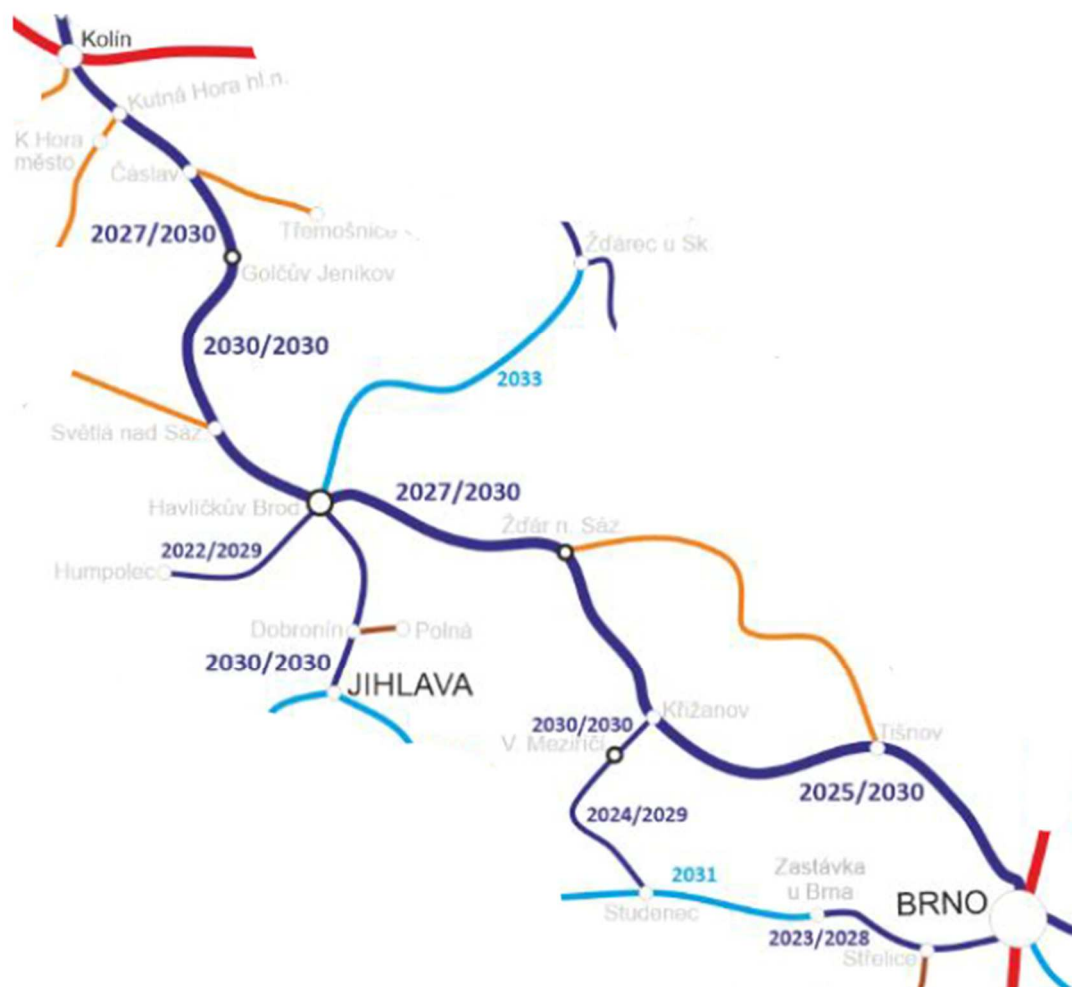 Kolín
Kutná Hora hl.n.
K Hora
město
Čáslav
Třemošnice
2027/2030
Golčův Jeníkov
Žďárec u Sk
2030/2030
2033
Světlá nad Sáz.
2027/2030
Havlíčkův Brod
Žďár n. Sáz.
2022/2029
Humpolec
Dobronín
Polná
2030/2030
JIHLAVA
Křižanov
2030/2030
V. Meziříčí
Tišnov
2025/2030
2024/2029
2031
Zastávka
u Brna
Studenec
BRNO
2023/2028
Střelice